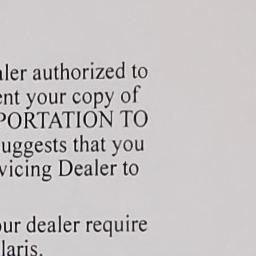 aler authorized to
ent your copy of
PORTATION TO
uggests that you
vicing Dealer to
our dealer require
laris.